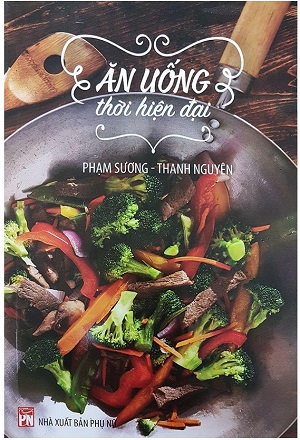 ĂN UỐNG
thời hiện đại
PHẠM SƯƠNG - THANH NGUYÊN
PN
NHÀ XUẤT BẢN PHỤ NỮ